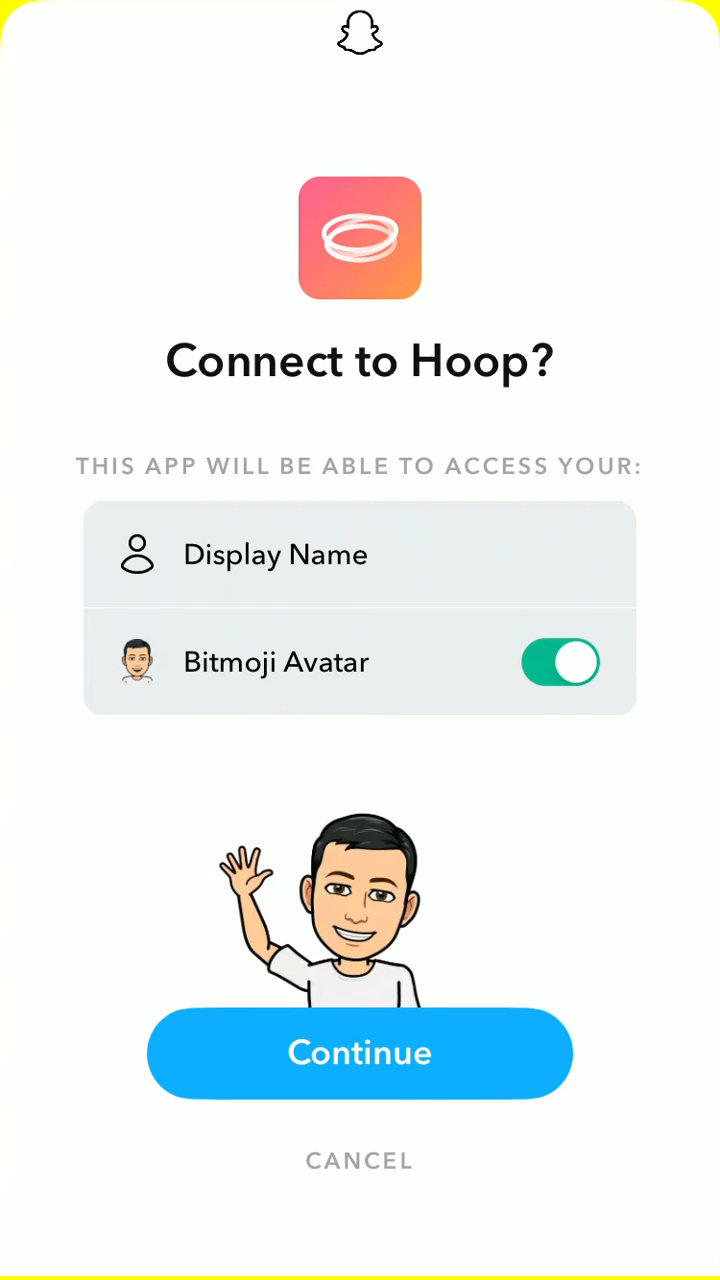 Connect to Hoop?
THIS APP WILL BE ABLE TO ACCESS YOUR:
Display Name
Bitmoji Avatar
Continue
CANCEL